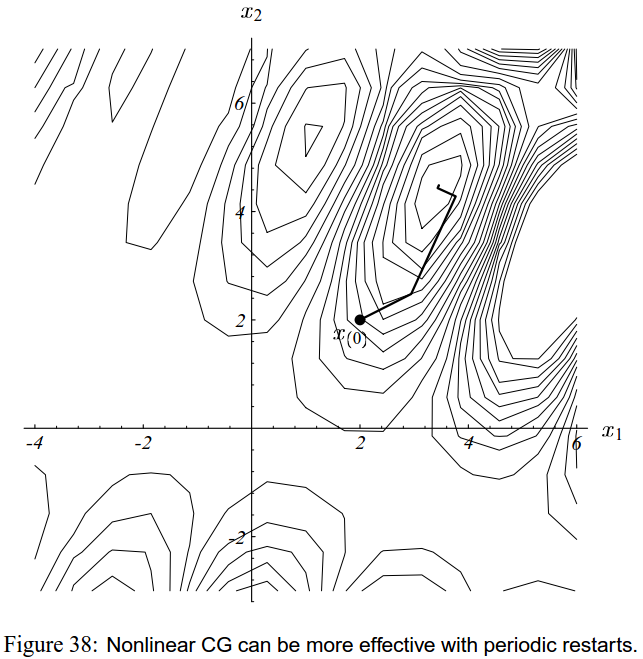 x2
6
4
2
x(0)
-4 -2 2 4 6 x1
-2
Figure 38: Nonlinear CG can be more effective with periodic restarts.